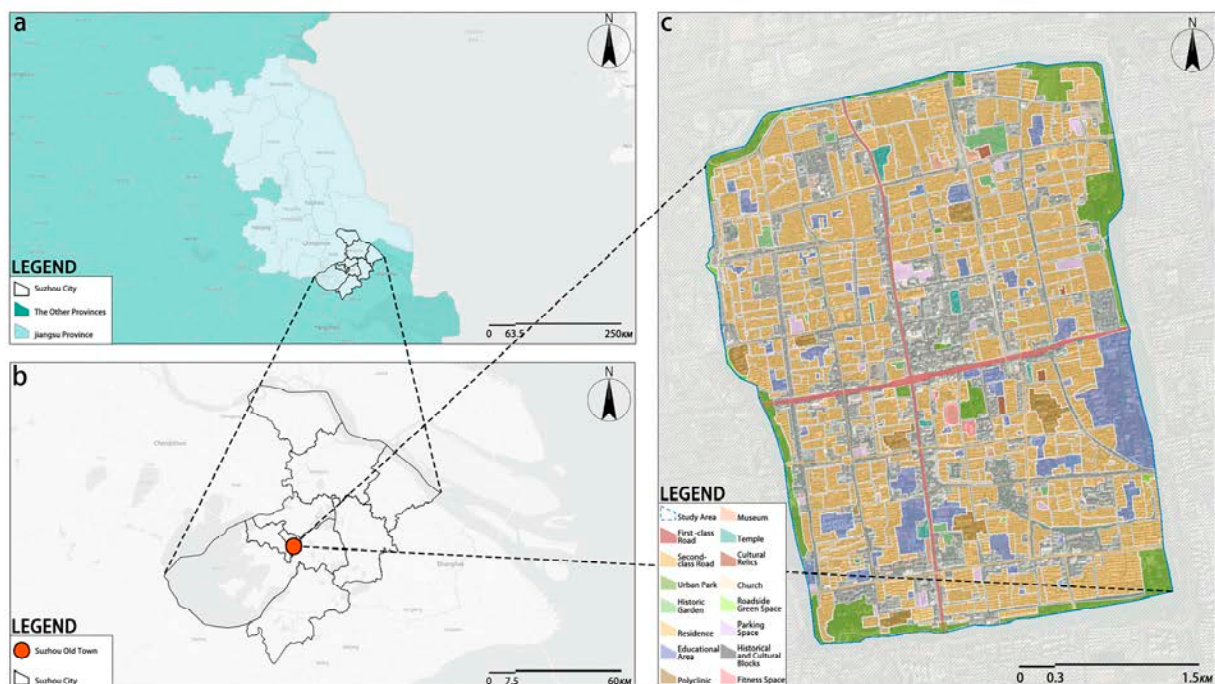 a
N
LEGEND
Suzhou City
The Other Provinces
Jiangsu Province
0 63.5 250KM
b
N
Shanghai
LEGEND
Suzhou Old Town
Suzhou City
0 7.5 60KM
c
N
LEGEND
Study Area
First-class
Road
Second-
class Road
Urban Park
Historic
Garden
Residence
Educational
Area
Polyclinic
Museum
Temple
Cultural
Relics
Church
Roadside
Green Space
Parking
Space
Historical
and Cultural
Blocks
Fitness Space
0 0.3 1.5KM